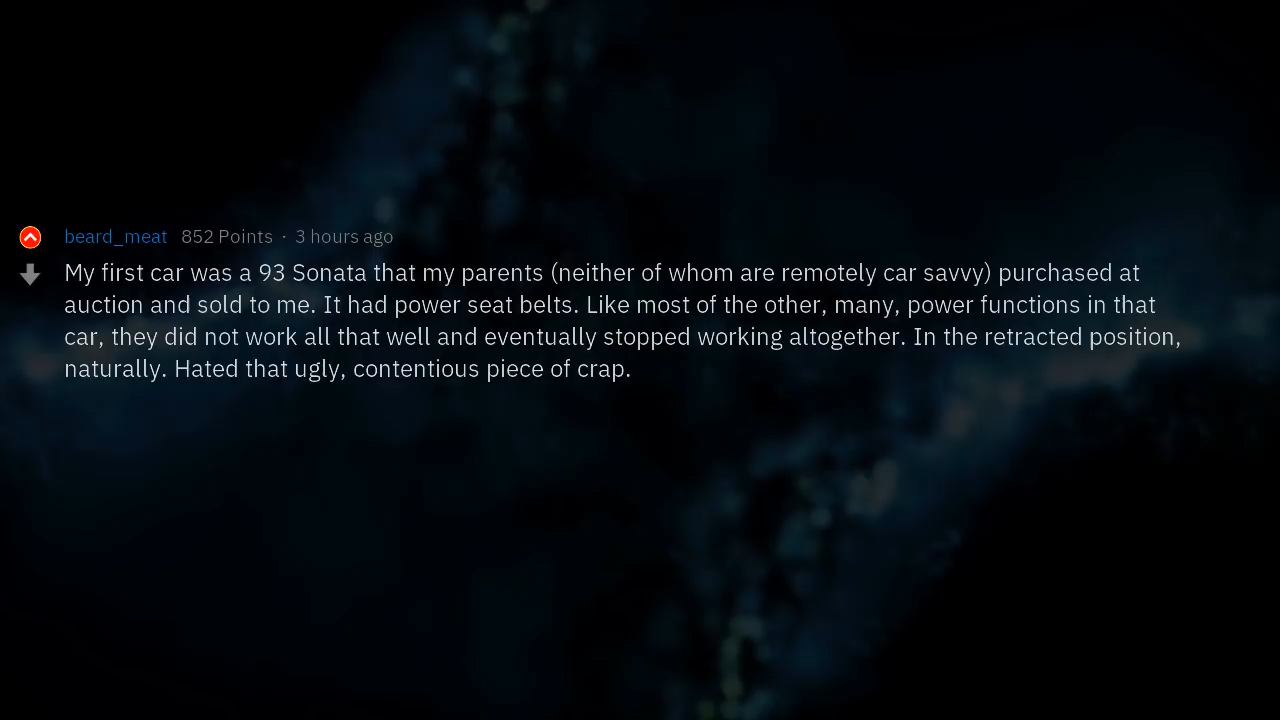 beard_meat 852 Points · 3 hours ago
My first car was a 93 Sonata that my parents (neither of whom are remotely car savvy) purchased at
auction and sold to me. It had power seat belts. Like most of the other, many, power functions in that
car, they did not work all that well and eventually stopped working altogether. In the retracted position,
naturally. Hated that ugly, contentious piece of crap.